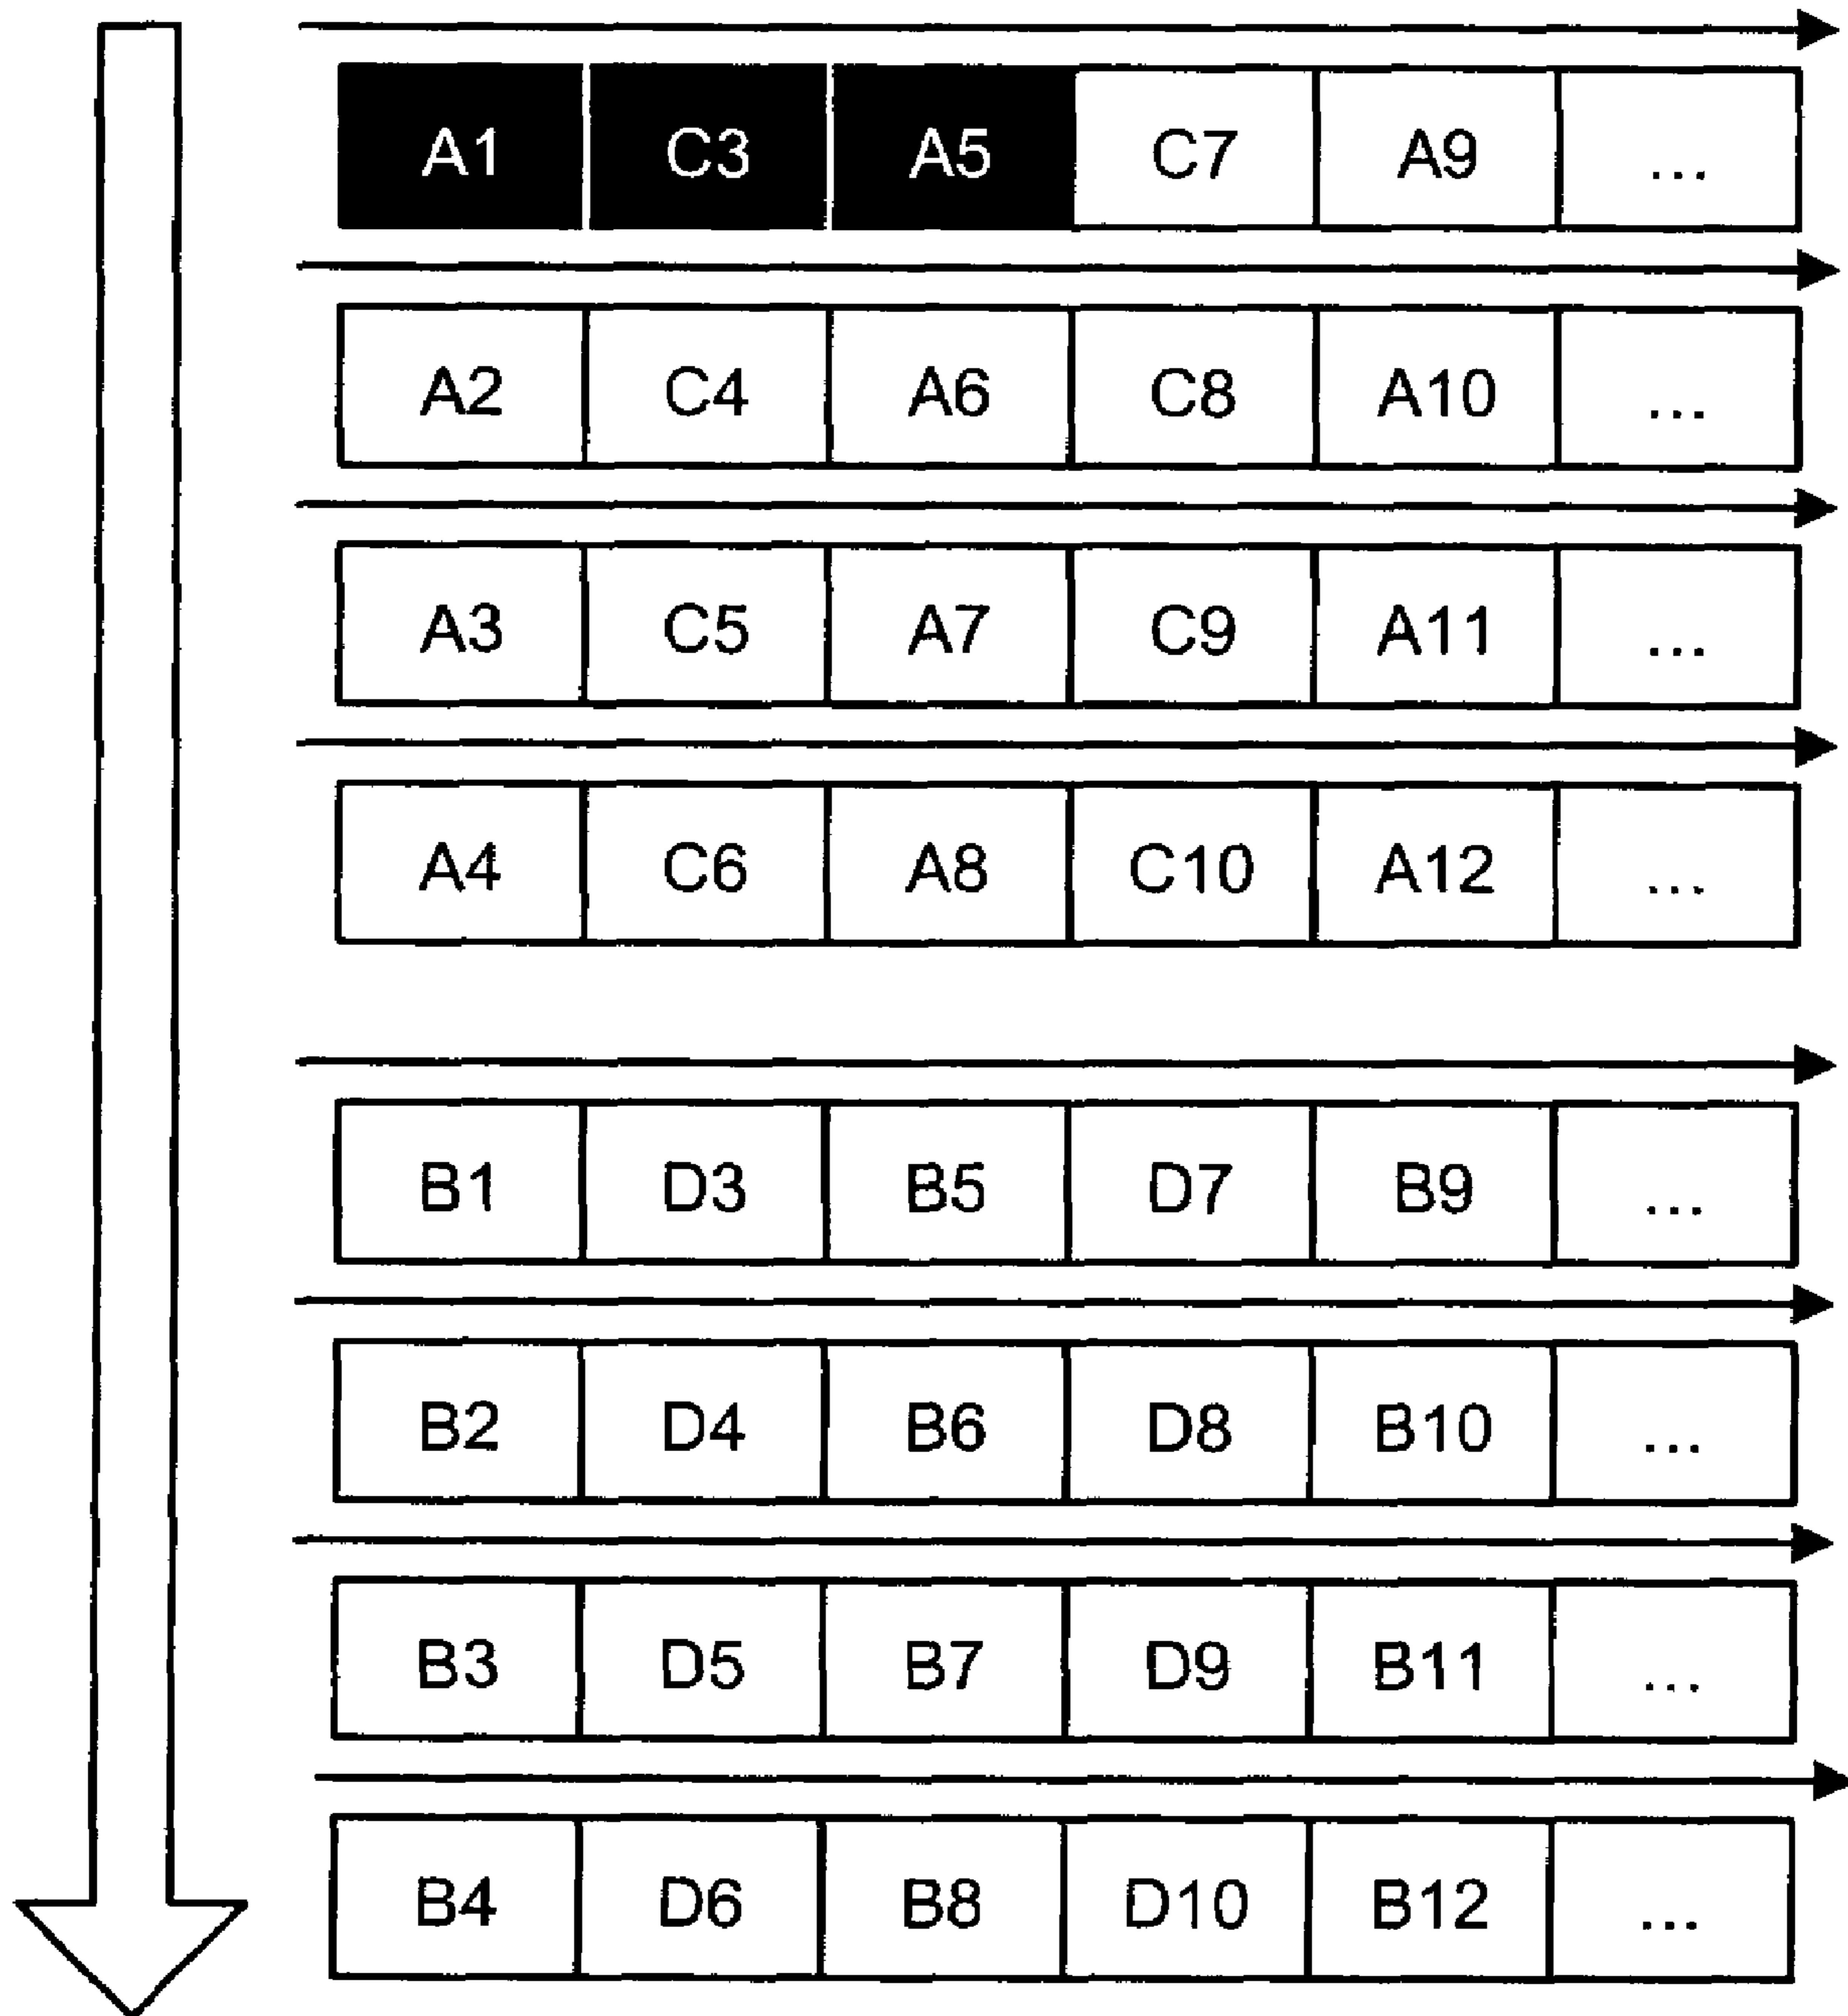 A1 C3 A5 C7 A9 ...
A2 C4 A6 C8 A10 ...
A3 C5 A7 C9 A11 ...
A4 C6 A8 C10 A12 ...
B1 D3 B5 D7 B9 ...
B2 D4 B6 D8 B10 ...
B3 D5 B7 D9 B11 ...
B4 D6 B8 D10 B12 ...